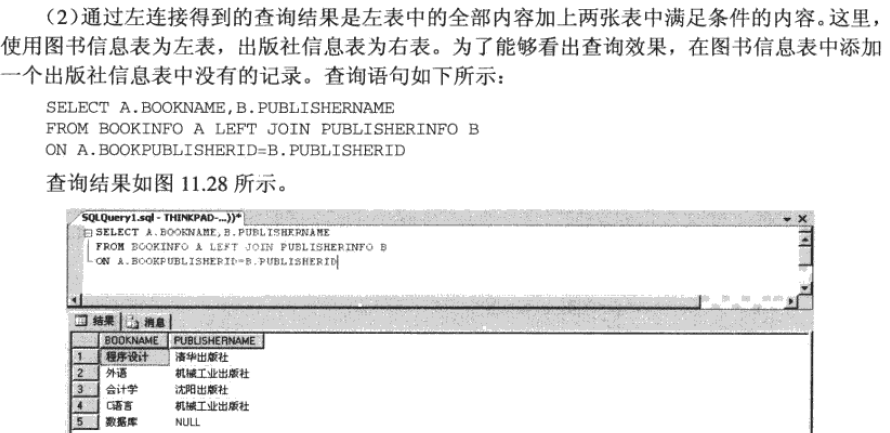 （2）通过左连接得到的查询结果是左表中的全部内容加上两张表中满足条件的内容。这里，
使用图书信息表为左表，出版社信息表为右表。为了能够看出查询效果，在图书信息表中添加
一个出版社信息表中没有的记录。查询语句如下所示：
SELECT A.BOOKNAME,B.PUBLISHERNAME
FROM BOOKINFO A LEFT JOIN PUBLISHERINFO B
ON A.BOOKPUBLISHERID=B.PUBLISHERID
查询结果如图 11.28 所示。
SQLQuery1.sql - THINKPAD-...))*
SELECT A.BOOKNAME,B.PUBLISHERNAME
FROM BOOKINFO A LEFT JOIN PUBLISHERINFO B
ON A.BOOKPUBLISHERID=B.PUBLISHERID
结果 消息
BOOKNAME PUBLISHERNAME
1 程序设计 清华出版社
2 外语 机械工业出版社
3 会计学 沈阳出版社
4 C语言 机械工业出版社
5 数据库 NULL